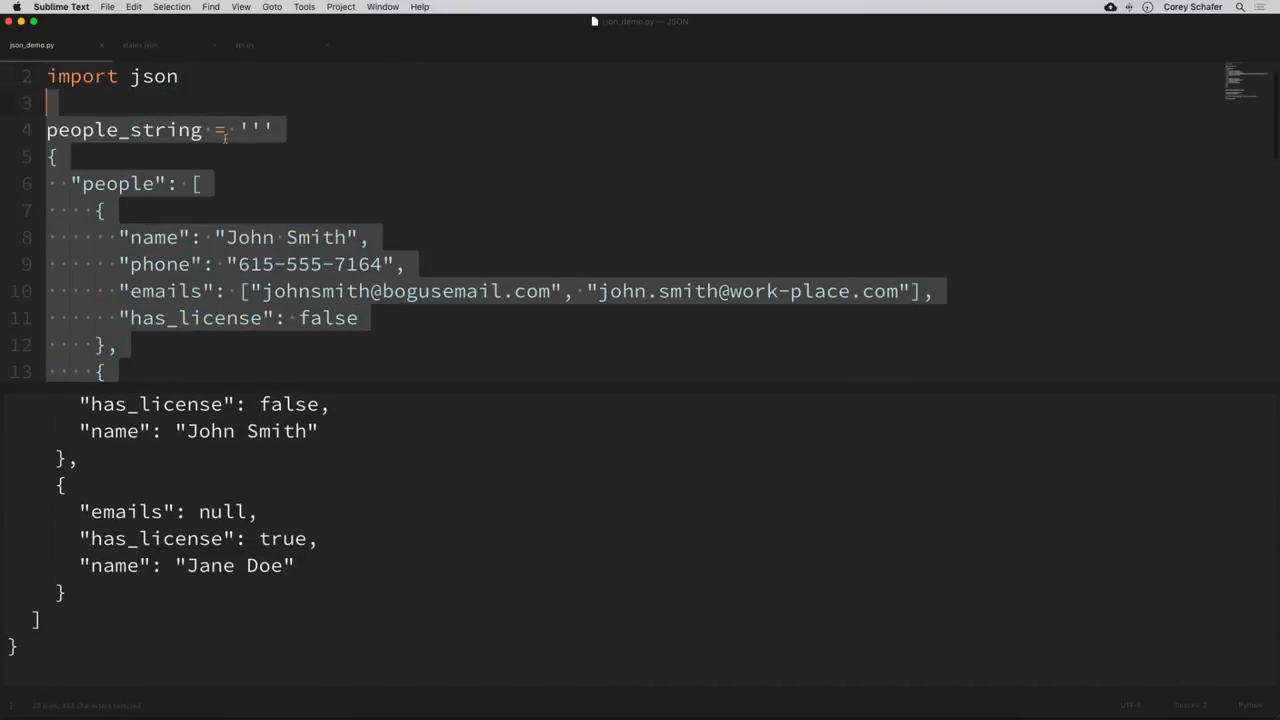 Sublime Text File Edit Selection Find View Goto Tools Project Window Help Corey Schafer
json_demo.py — JSON
json_demo.py states.json api.py
2 import json
3
4 people_string = '''
5 {
6 "people": [
7 {
8 "name": "John Smith",
9 "phone": "615-555-7164",
10 "emails": ["johnsmith@bogusemail.com", "john.smith@work-place.com"],
11 "has_license": false
12 },
13 {
"has_license": false,
"name": "John Smith"
},
{
"emails": null,
"has_license": true,
"name": "Jane Doe"
}
]
}
UTF-8 Spaces: 2 Python